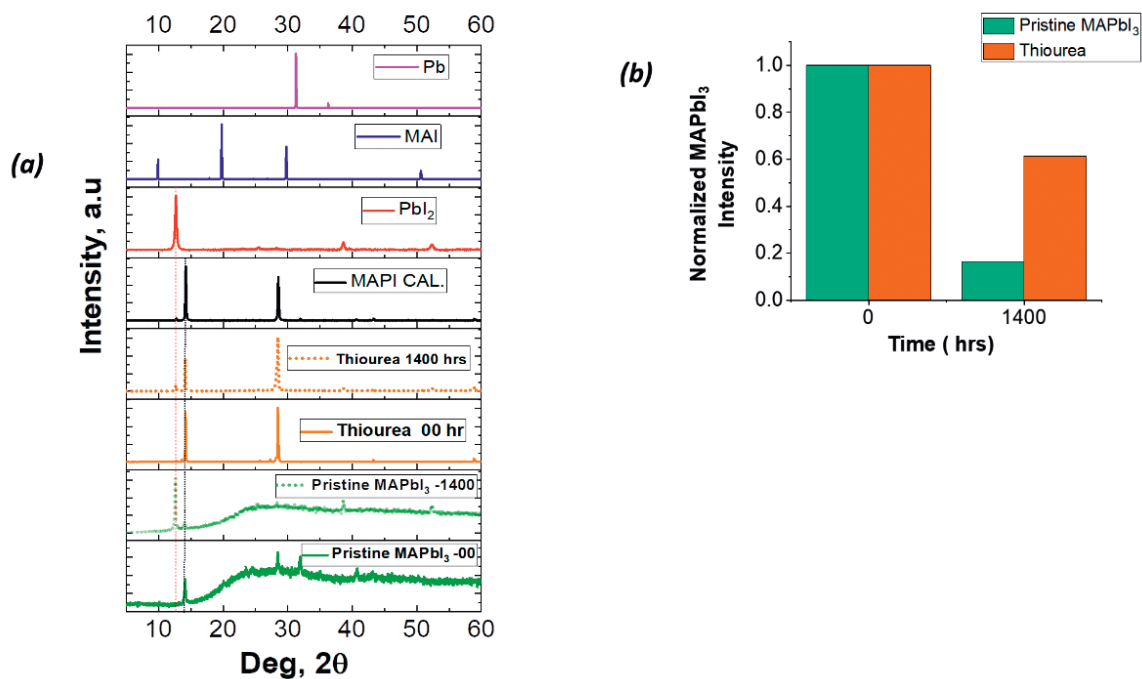 10 20 30 40 50 60
Pb
MAI
(a)
PbI₂
MAPI CAL.
Thiourea 1400 hrs
Thiourea 00 hr
Pristine MAPbI₃ -1400
Pristine MAPbI₃ -00
Intensity, a.u
10 20 30 40 50 60
Deg, 2θ
(b)
Pristine MAPbI₃
Thiourea
1.0
0.8
0.6
0.4
0.2
0.0
Normalized MAPbI₃
Intensity
0 1400
Time ( hrs)